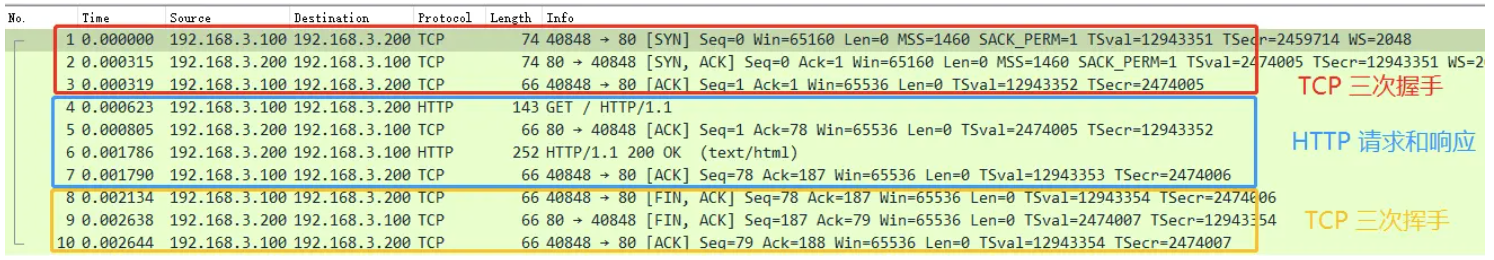 No. Time Source Destination Protocol Length Info
1 0.000000 192.168.3.100 192.168.3.200 TCP 74 40848 → 80 [SYN] Seq=0 Win=65160 Len=0 MSS=1460 SACK_PERM=1 TSval=12943351 TSecr=2459714 WS=2048
2 0.000315 192.168.3.200 192.168.3.100 TCP 74 80 → 40848 [SYN, ACK] Seq=0 Ack=1 Win=65160 Len=0 MSS=1460 SACK_PERM=1 TSval=2474005 TSecr=12943351
3 0.000319 192.168.3.100 192.168.3.200 TCP 66 40848 → 80 [ACK] Seq=1 Ack=1 Win=65536 Len=0 TSval=12943352 TSecr=2474005
TCP 三次握手
4 0.000623 192.168.3.100 192.168.3.200 HTTP 143 GET / HTTP/1.1
5 0.000805 192.168.3.200 192.168.3.100 TCP 66 80 → 40848 [ACK] Seq=1 Ack=78 Win=65536 Len=0 TSval=2474005 TSecr=12943352
HTTP 请求和响应
6 0.001786 192.168.3.200 192.168.3.100 HTTP 252 HTTP/1.1 200 OK (text/html)
7 0.001790 192.168.3.100 192.168.3.200 TCP 66 40848 → 80 [ACK] Seq=78 Ack=187 Win=65536 Len=0 TSval=12943353 TSecr=2474006
8 0.002134 192.168.3.100 192.168.3.200 TCP 66 40848 → 80 [FIN, ACK] Seq=78 Ack=187 Win=65536 Len=0 TSval=12943354 TSecr=2474006
9 0.002638 192.168.3.200 192.168.3.100 TCP 66 80 → 40848 [FIN, ACK] Seq=187 Ack=79 Win=65536 Len=0 TSval=2474007 TSecr=12943354
TCP 三次挥手
10 0.002644 192.168.3.100 192.168.3.200 TCP 66 40848 → 80 [ACK] Seq=79 Ack=188 Win=65536 Len=0 TSval=12943354 TSecr=2474007